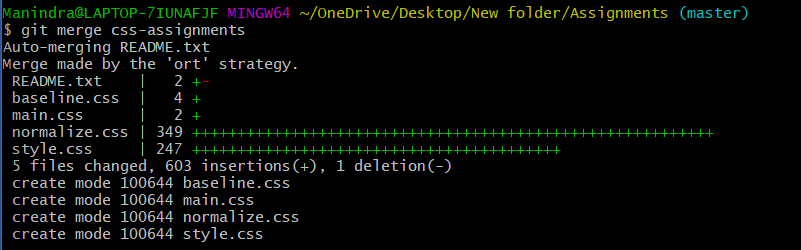 Manindra@LAPTOP-7IUNAFJF MINGW64 ~/OneDrive/Desktop/New folder/Assignments (master)
$ git merge css-assignments
Auto-merging README.txt
Merge made by the 'ort' strategy.
 README.txt    |   2 +-
 baseline.css  |   4 +
 main.css      |   2 +
 normalize.css | 349 ++++++++++++++++++++++++++++++++++++++++++++++++++++++++++
 style.css     | 247 +++++++++++++++++++++++++++++++++++++++++
 5 files changed, 603 insertions(+), 1 deletion(-)
 create mode 100644 baseline.css
 create mode 100644 main.css
 create mode 100644 normalize.css
 create mode 100644 style.css